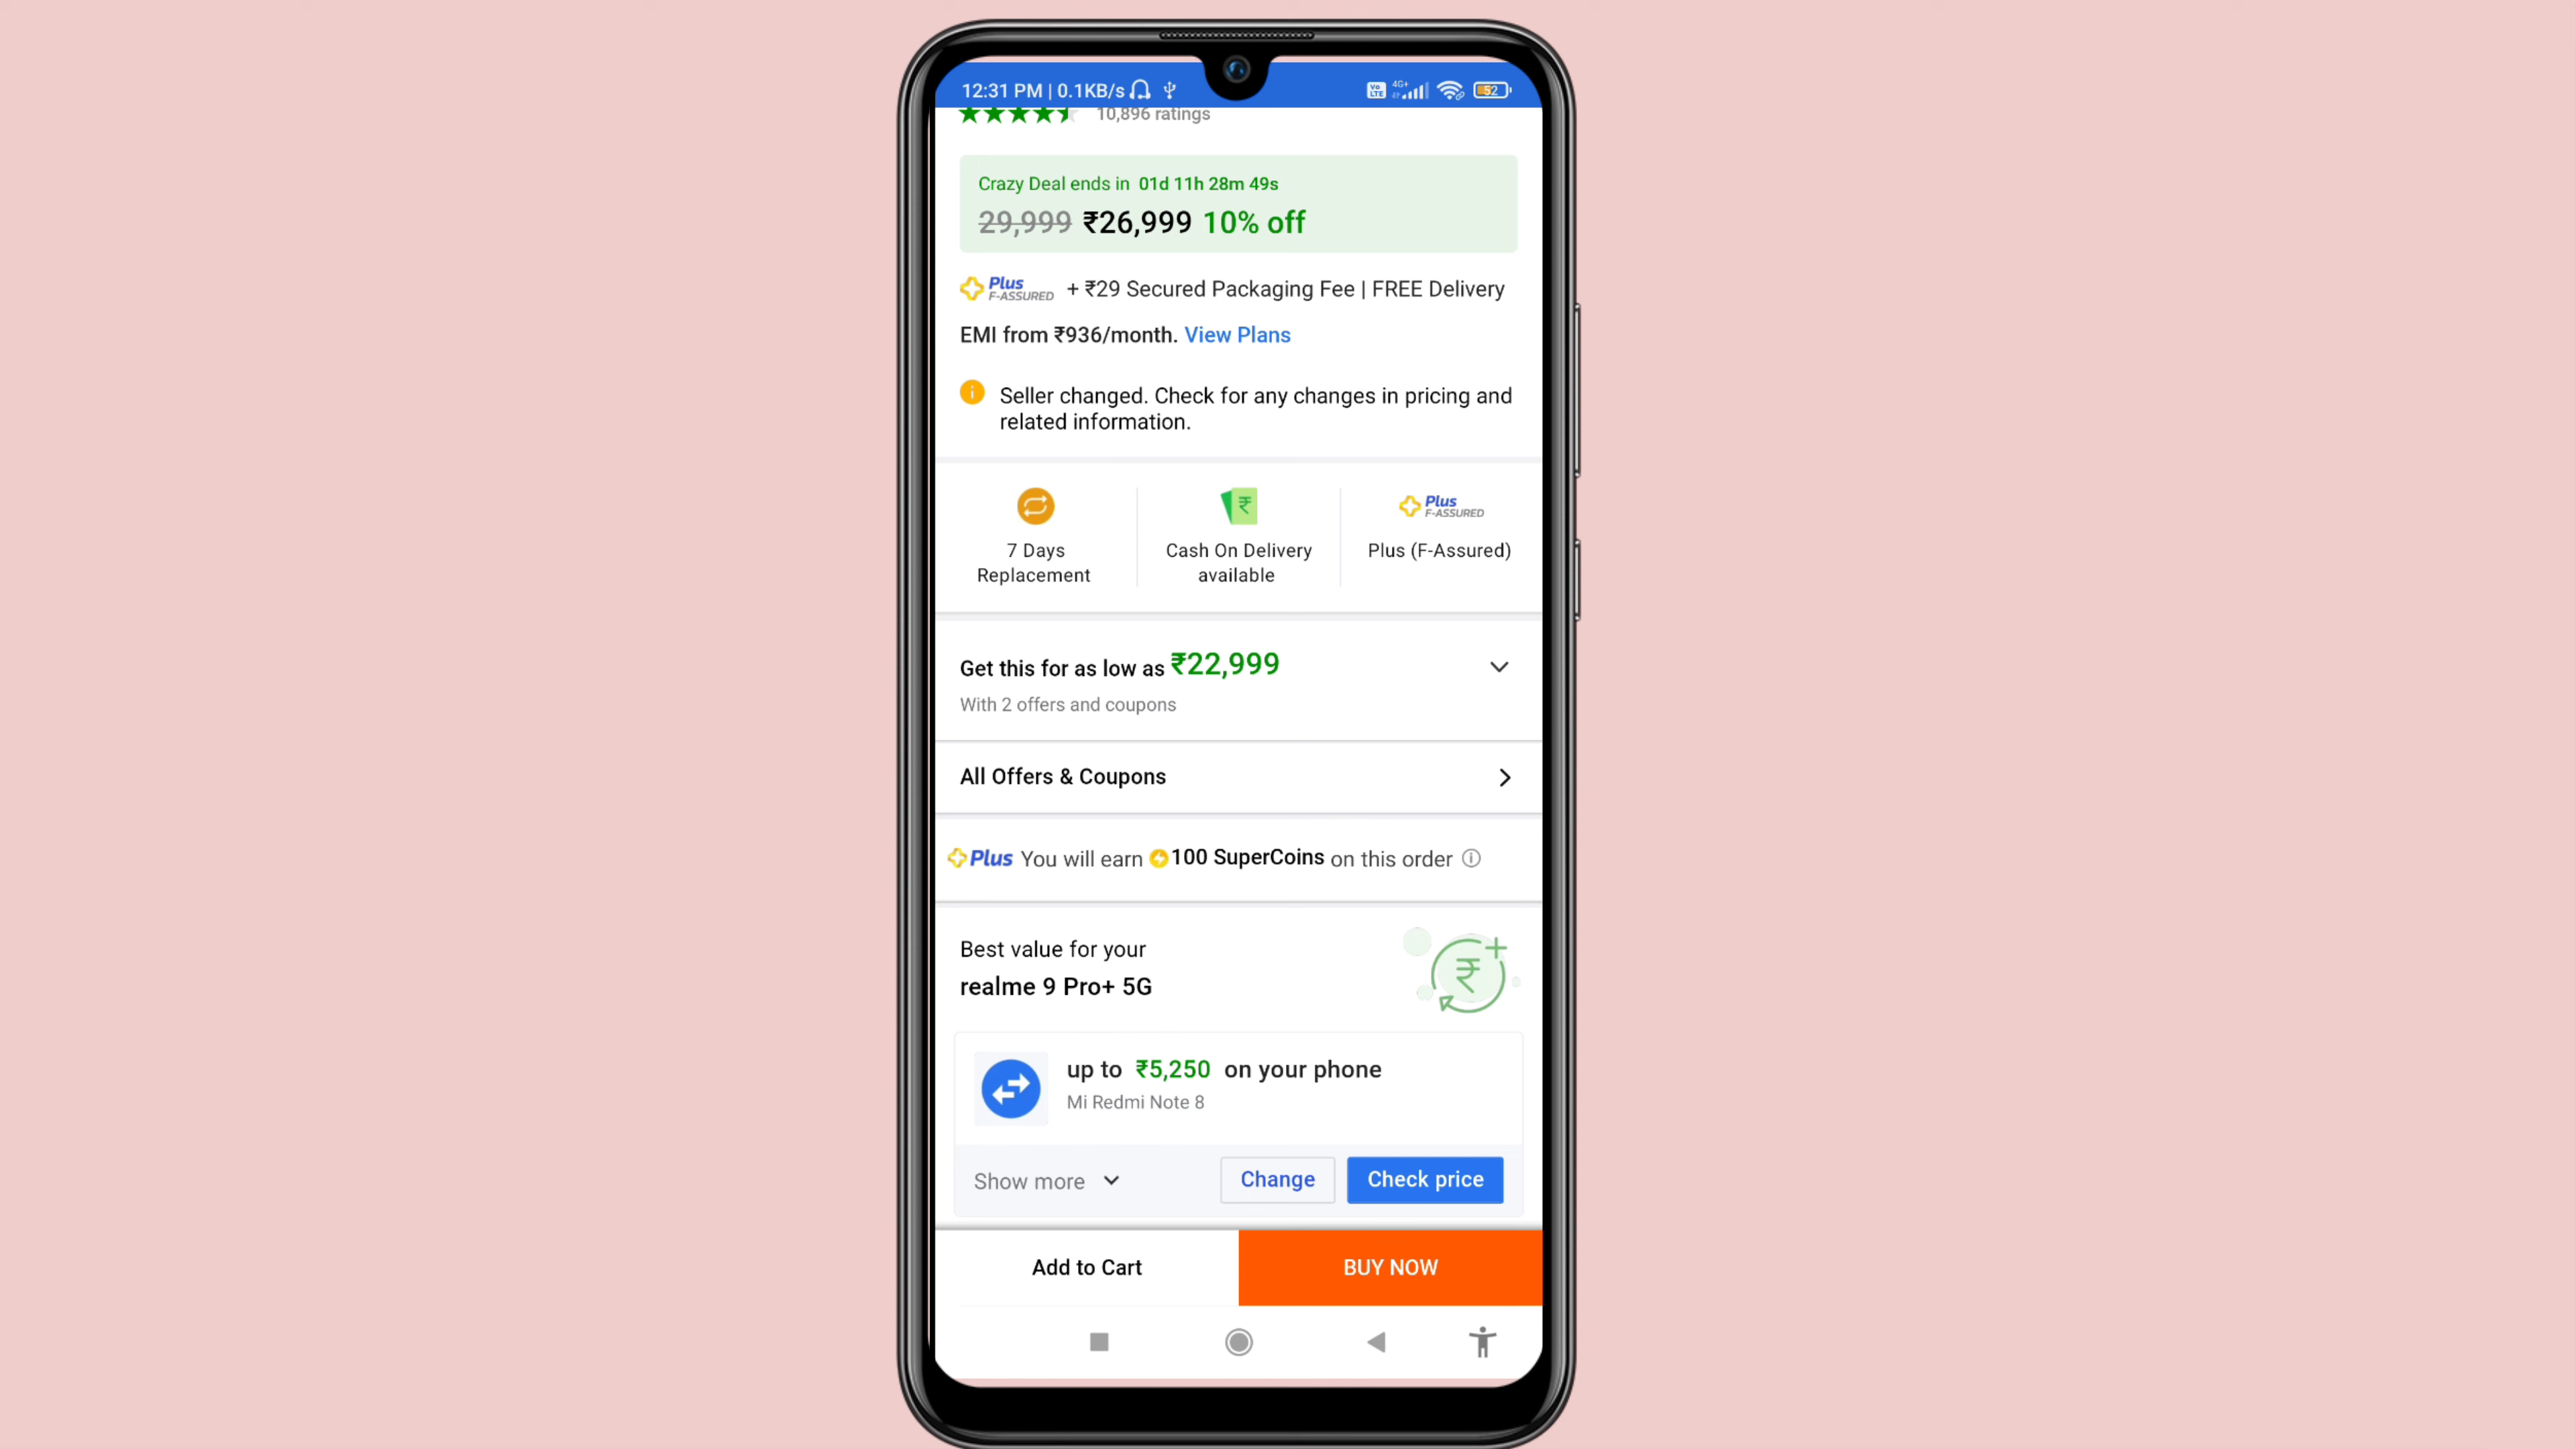 12:31 PM | 0.1KB/s Vo LTE 4G+ 52
10,896 ratings
Crazy Deal ends in 01d 11h 28m 49s
29,999 ₹26,999 10% off
Plus F-ASSURED + ₹29 Secured Packaging Fee | FREE Delivery
EMI from ₹936/month. View Plans
Seller changed. Check for any changes in pricing and
related information.
Plus F-ASSURED
7 Days
Replacement
Cash On Delivery
available
Plus (F-Assured)
Get this for as low as ₹22,999
With 2 offers and coupons
All Offers & Coupons
Plus You will earn 100 SuperCoins on this order
Best value for your
realme 9 Pro+ 5G
up to ₹5,250 on your phone
Mi Redmi Note 8
Show more Change Check price
Add to Cart BUY NOW